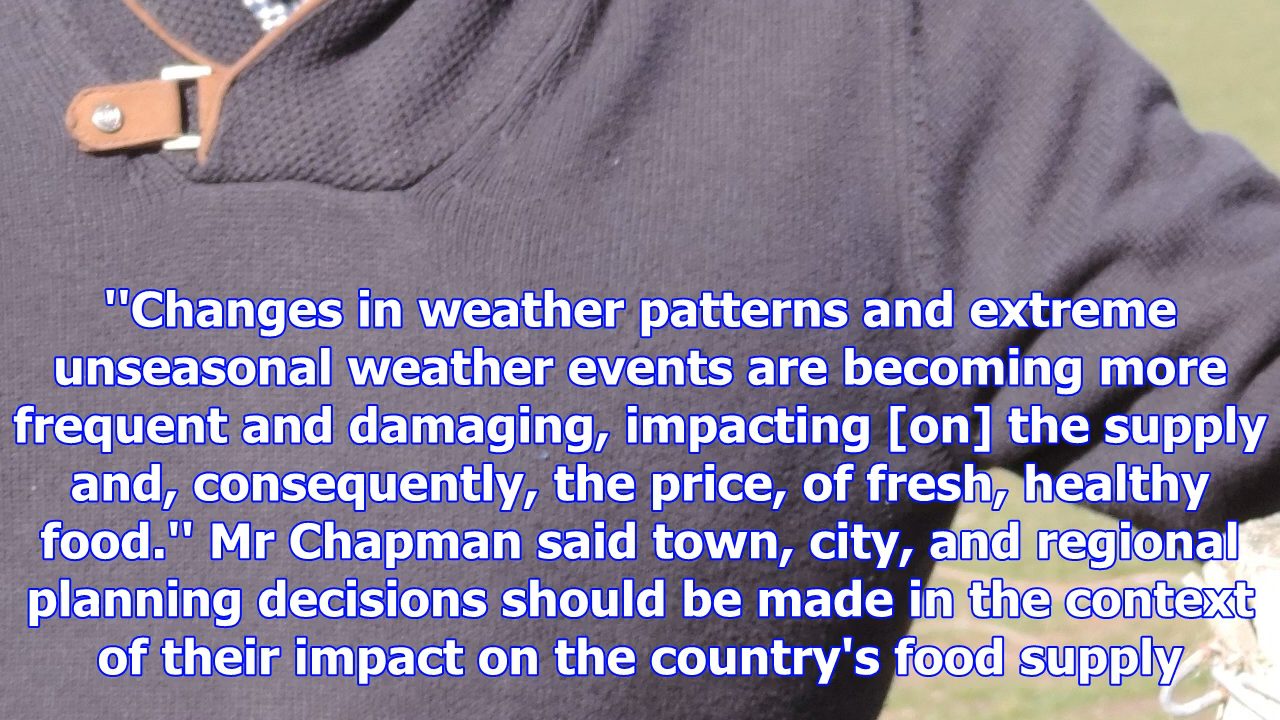 "Changes in weather patterns and extreme
unseasonal weather events are becoming more
frequent and damaging, impacting [on] the supply
and, consequently, the price, of fresh, healthy
food." Mr Chapman said town, city, and regional
planning decisions should be made in the context
of their impact on the country's food supply